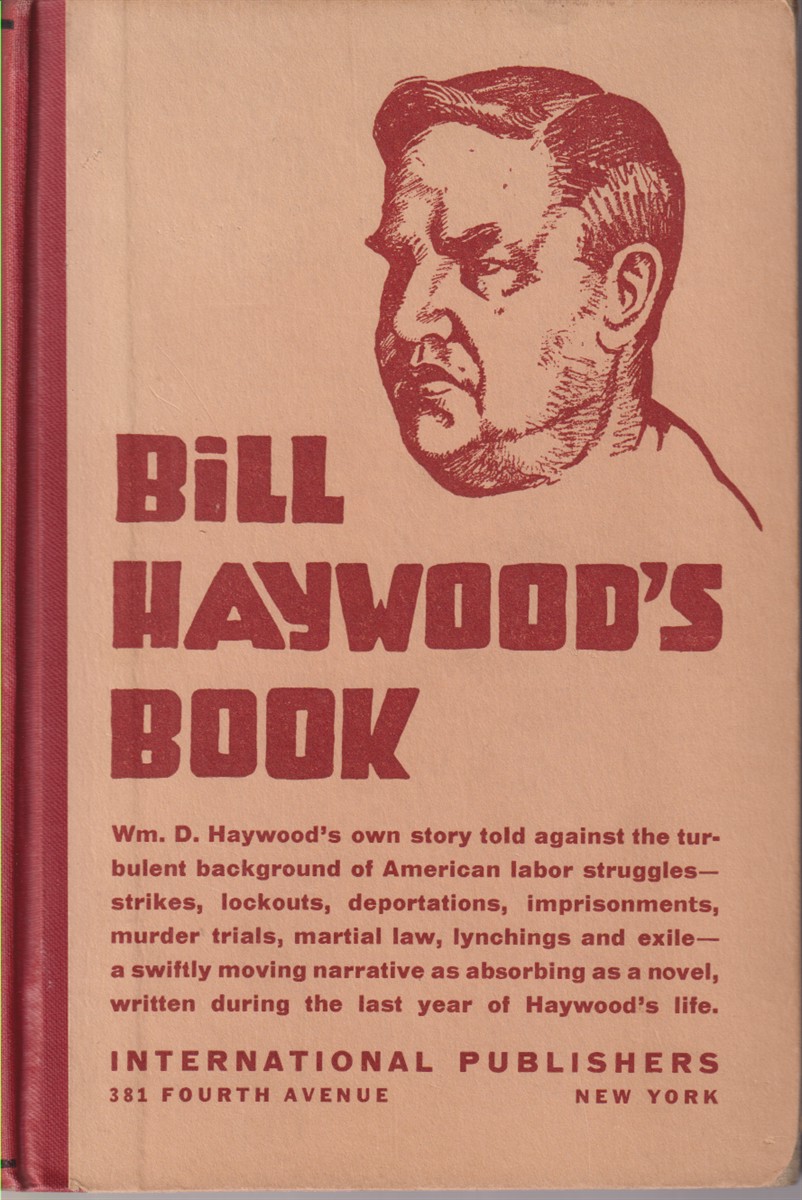 BiLL
HAYWOOD'S
BOOK
Wm. D. Haywood's own story told against the tur-
bulent background of American labor struggles—
strikes, lockouts, deportations, imprisonments,
murder trials, martial law, lynchings and exile—
a swiftly moving narrative as absorbing as a novel,
written during the last year of Haywood's life.
INTERNATIONAL PUBLISHERS
381 FOURTH AVENUE NEW YORK